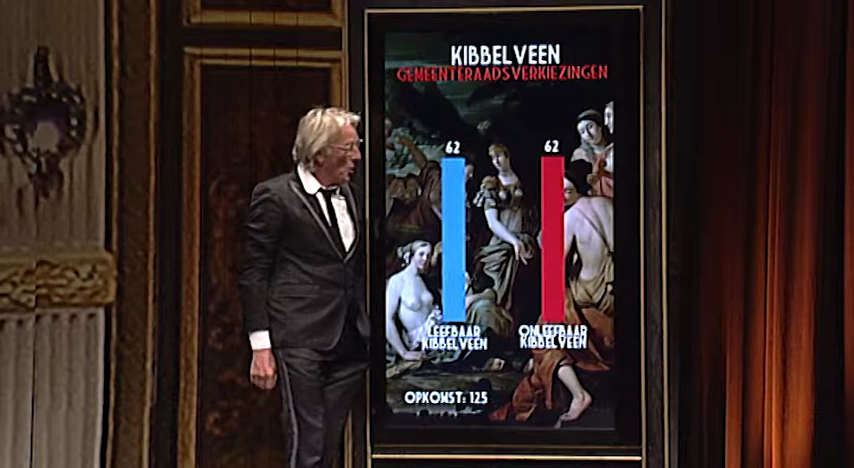 KIBBELVEEN
GEMEENTERAADSVERKIEZINGEN
62
62
LEEFBAAR
KIBBELVEEN
ONLEEFBAAR
KIBBELVEEN
OPKOMST: 125